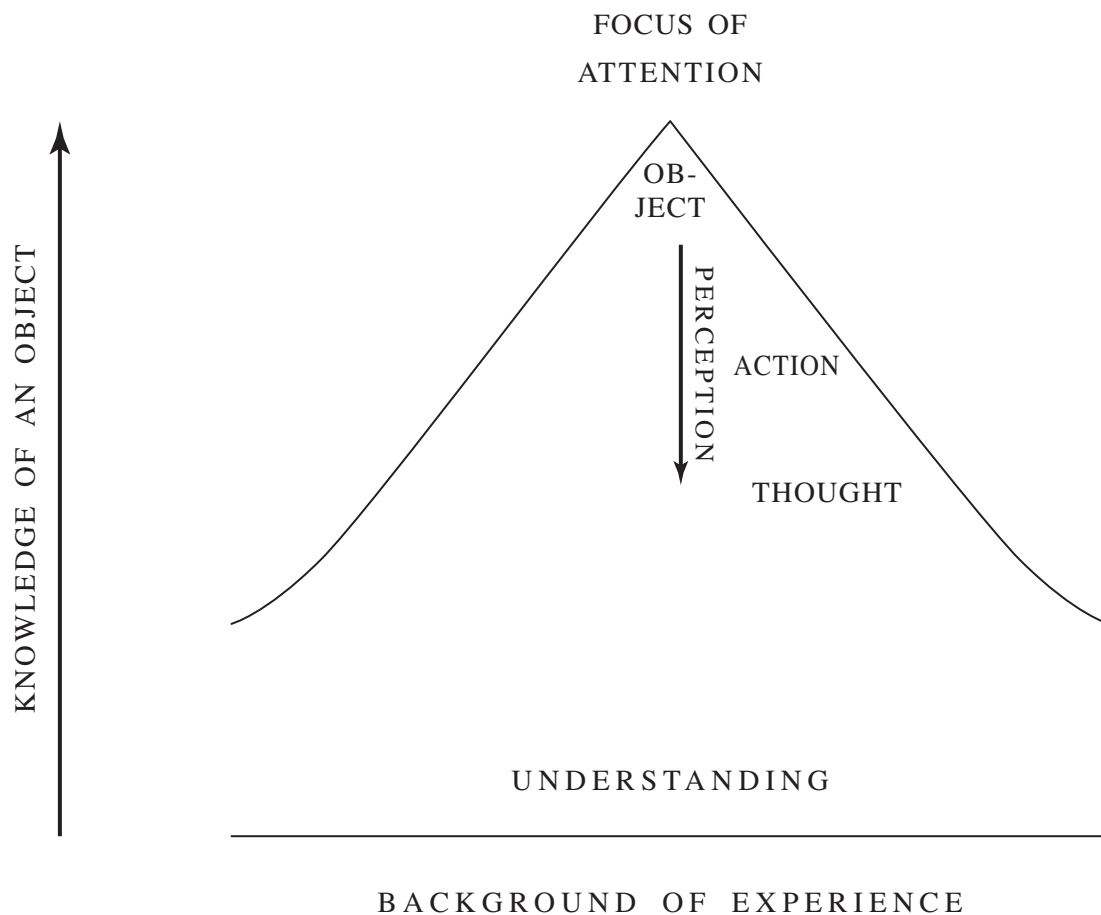 FOCUS OF
ATTENTION
OB-
JECT
PERCEPTION
ACTION
THOUGHT
KNOWLEDGE OF AN OBJECT
UNDERSTANDING
BACKGROUND OF EXPERIENCE